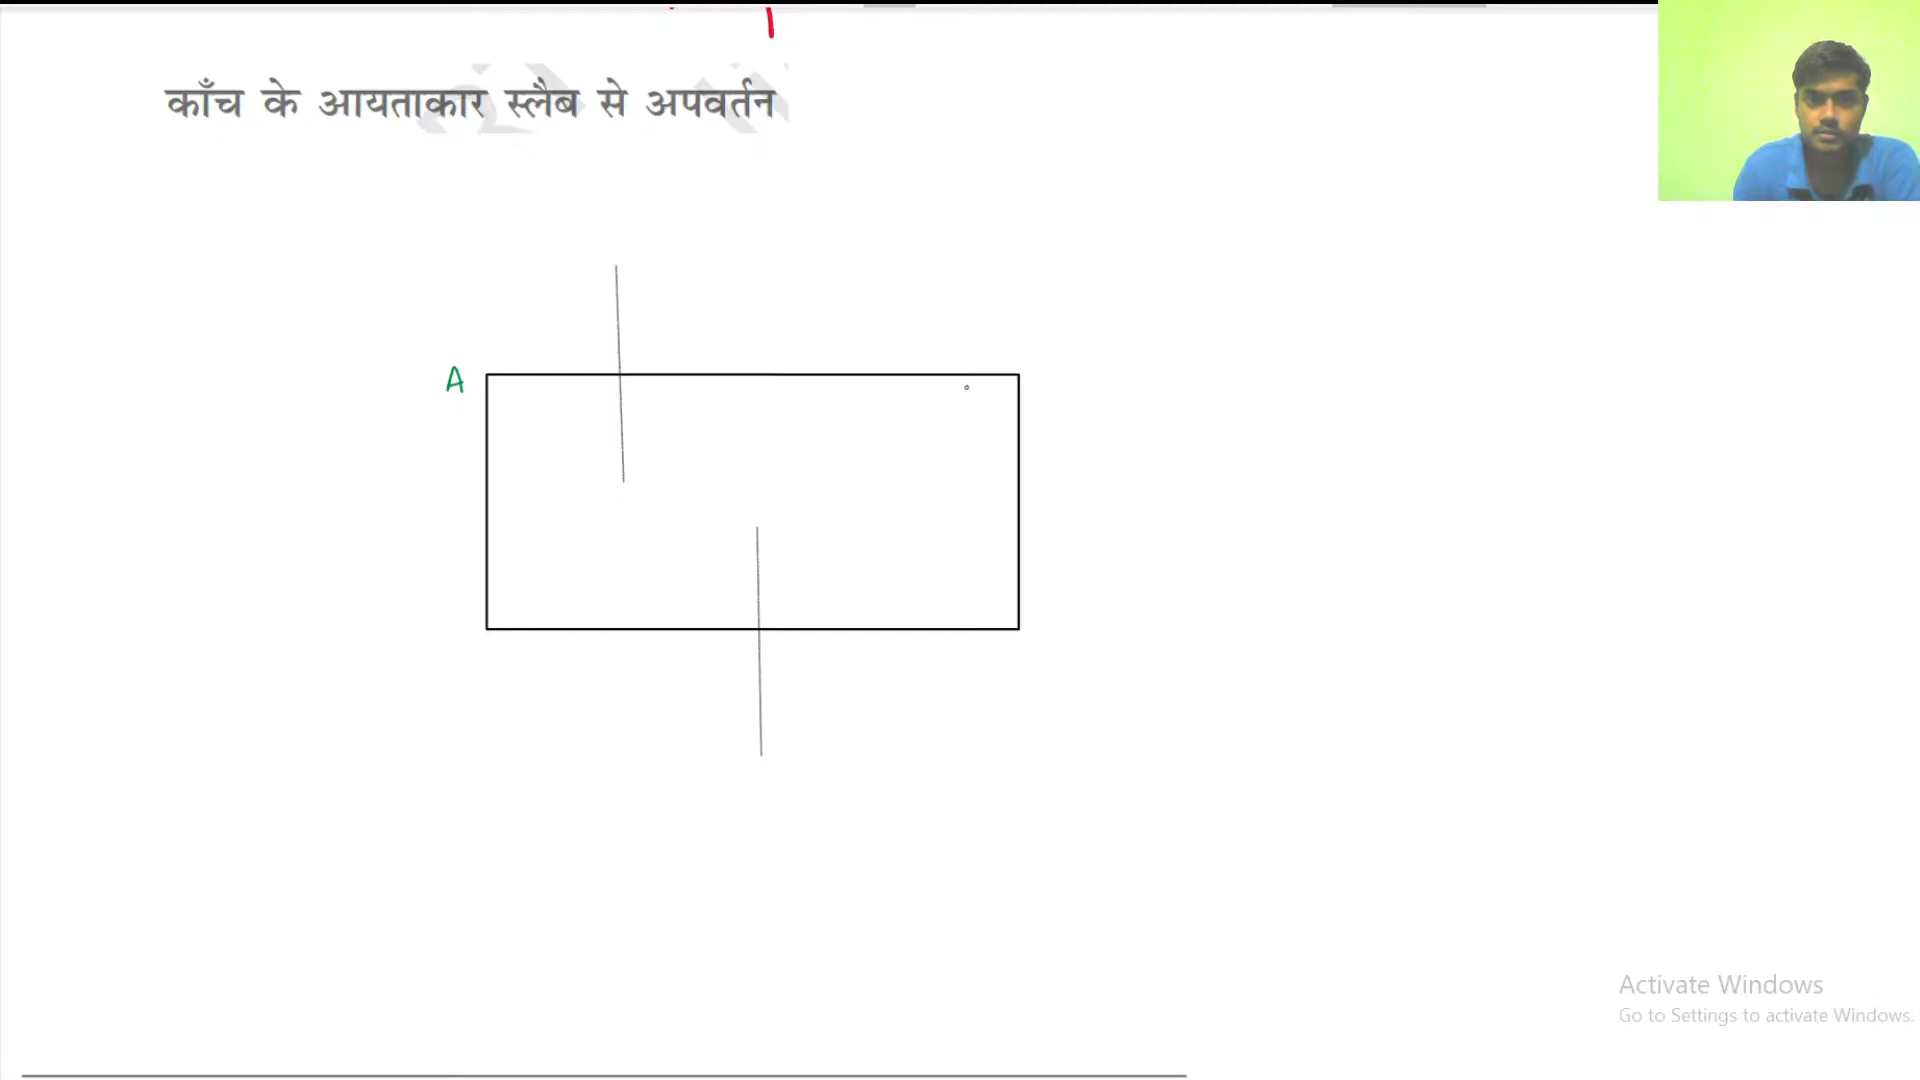 काँच के आयताकार स्लैब से अपवर्तन
A
Activate Windows
Go to Settings to activate Windows.